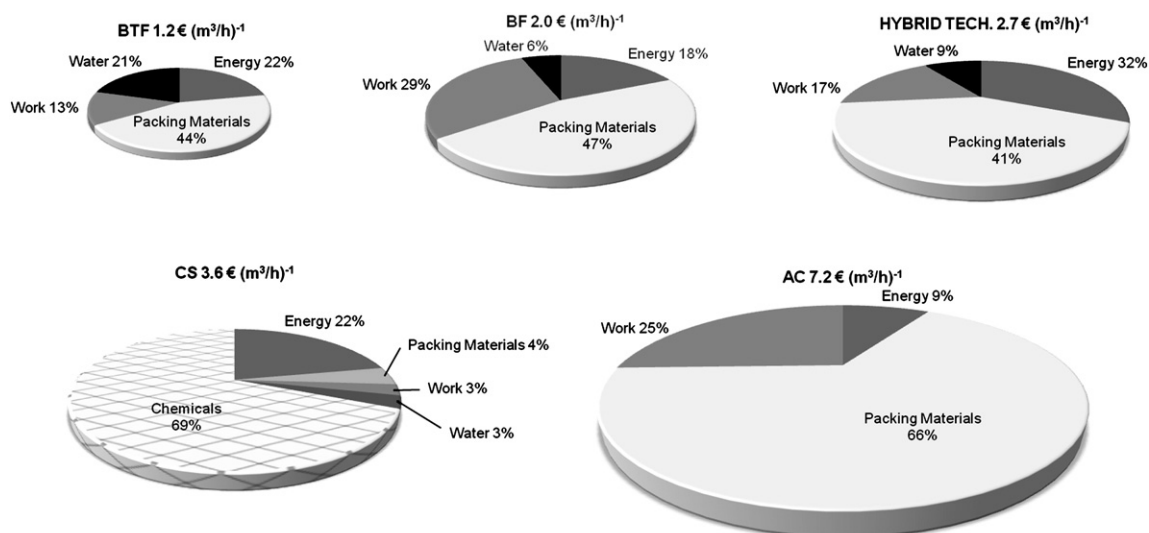 BTF 1.2 € (m³/h)⁻¹
Water 21%
Energy 22%
Work 13%
Packing Materials
44%
BF 2.0 € (m³/h)⁻¹
Water 6%
Energy 18%
Work 29%
Packing Materials
47%
HYBRID TECH. 2.7 € (m³/h)⁻¹
Water 9%
Energy 32%
Work 17%
Packing Materials
41%
CS 3.6 € (m³/h)⁻¹
Energy 22%
Packing Materials 4%
Work 3%
Water 3%
Chemicals
69%
AC 7.2 € (m³/h)⁻¹
Energy 9%
Work 25%
Packing Materials
66%